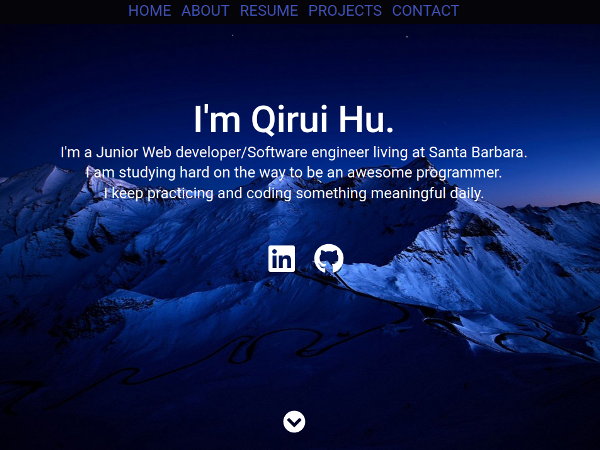 HOME ABOUT RESUME PROJECTS CONTACT
I'm Qirui Hu.
I'm a Junior Web developer/Software engineer living at Santa Barbara.
I am studying hard on the way to be an awesome programmer.
I keep practicing and coding something meaningful daily.
in